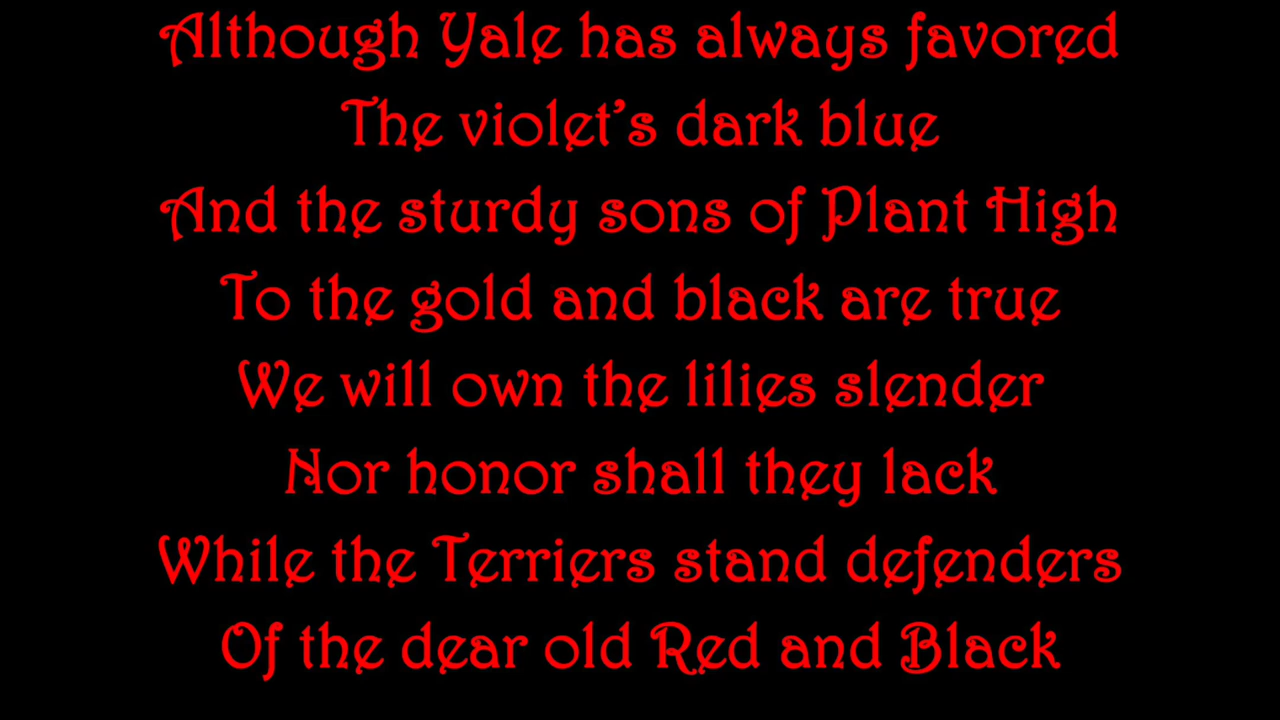 Although Yale has always favored
The violet’s dark blue
And the sturdy sons of Plant High
To the gold and black are true
We will own the lilies slender
Nor honor shall they lack
While the Terriers stand defenders
Of the dear old Red and Black